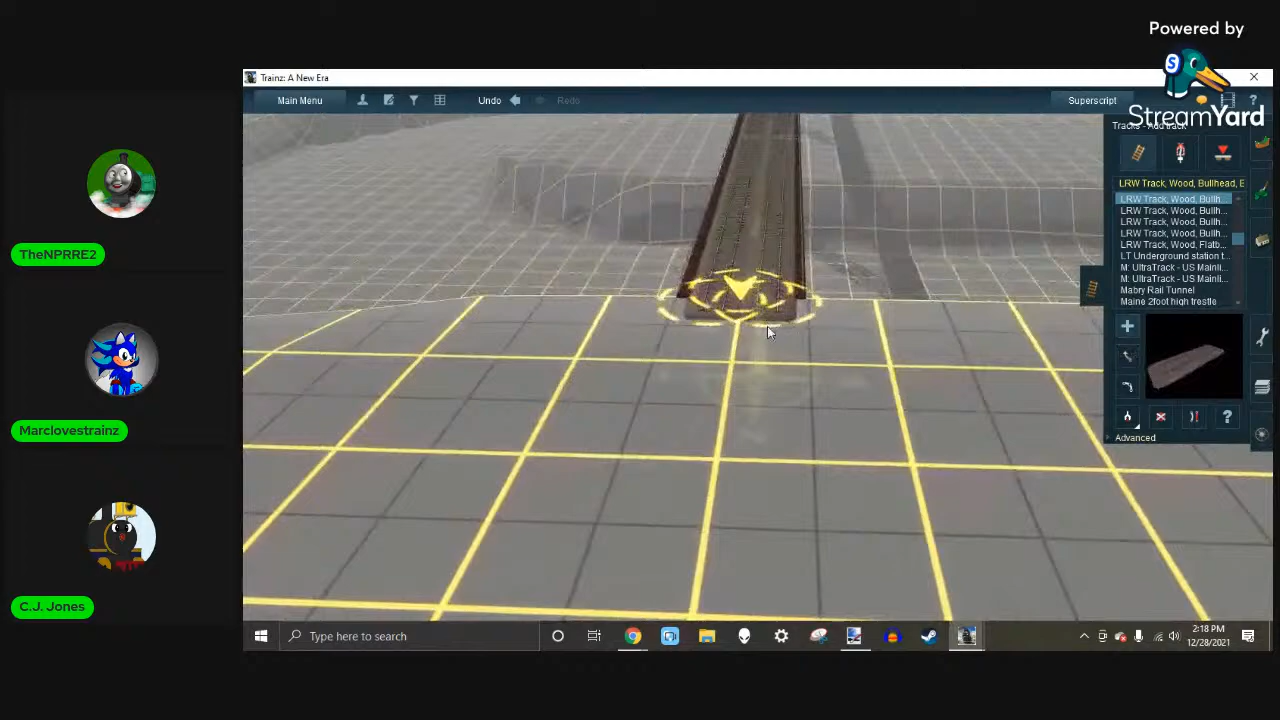 Powered by
StreamYard
Trainz: A New Era
Main Menu
Undo
Redo
Superscript
?
Tracks - Add track
LRW Track, Wood, Bullhead, E
LRW Track, Wood, Bullh...
LRW Track, Wood, Bullh...
LRW Track, Wood, Bullh...
LRW Track, Wood, Bullh...
LRW Track, Wood, Flatb...
LT Underground station t...
M: UltraTrack - US Mainli...
M: UltraTrack - US Mainli...
Mabry Rail Tunnel
Maine 2foot high trestle
?
Advanced
TheNPRRE2
Marclovestrainz
C.J. Jones
Type here to search
2:18 PM
12/28/2021